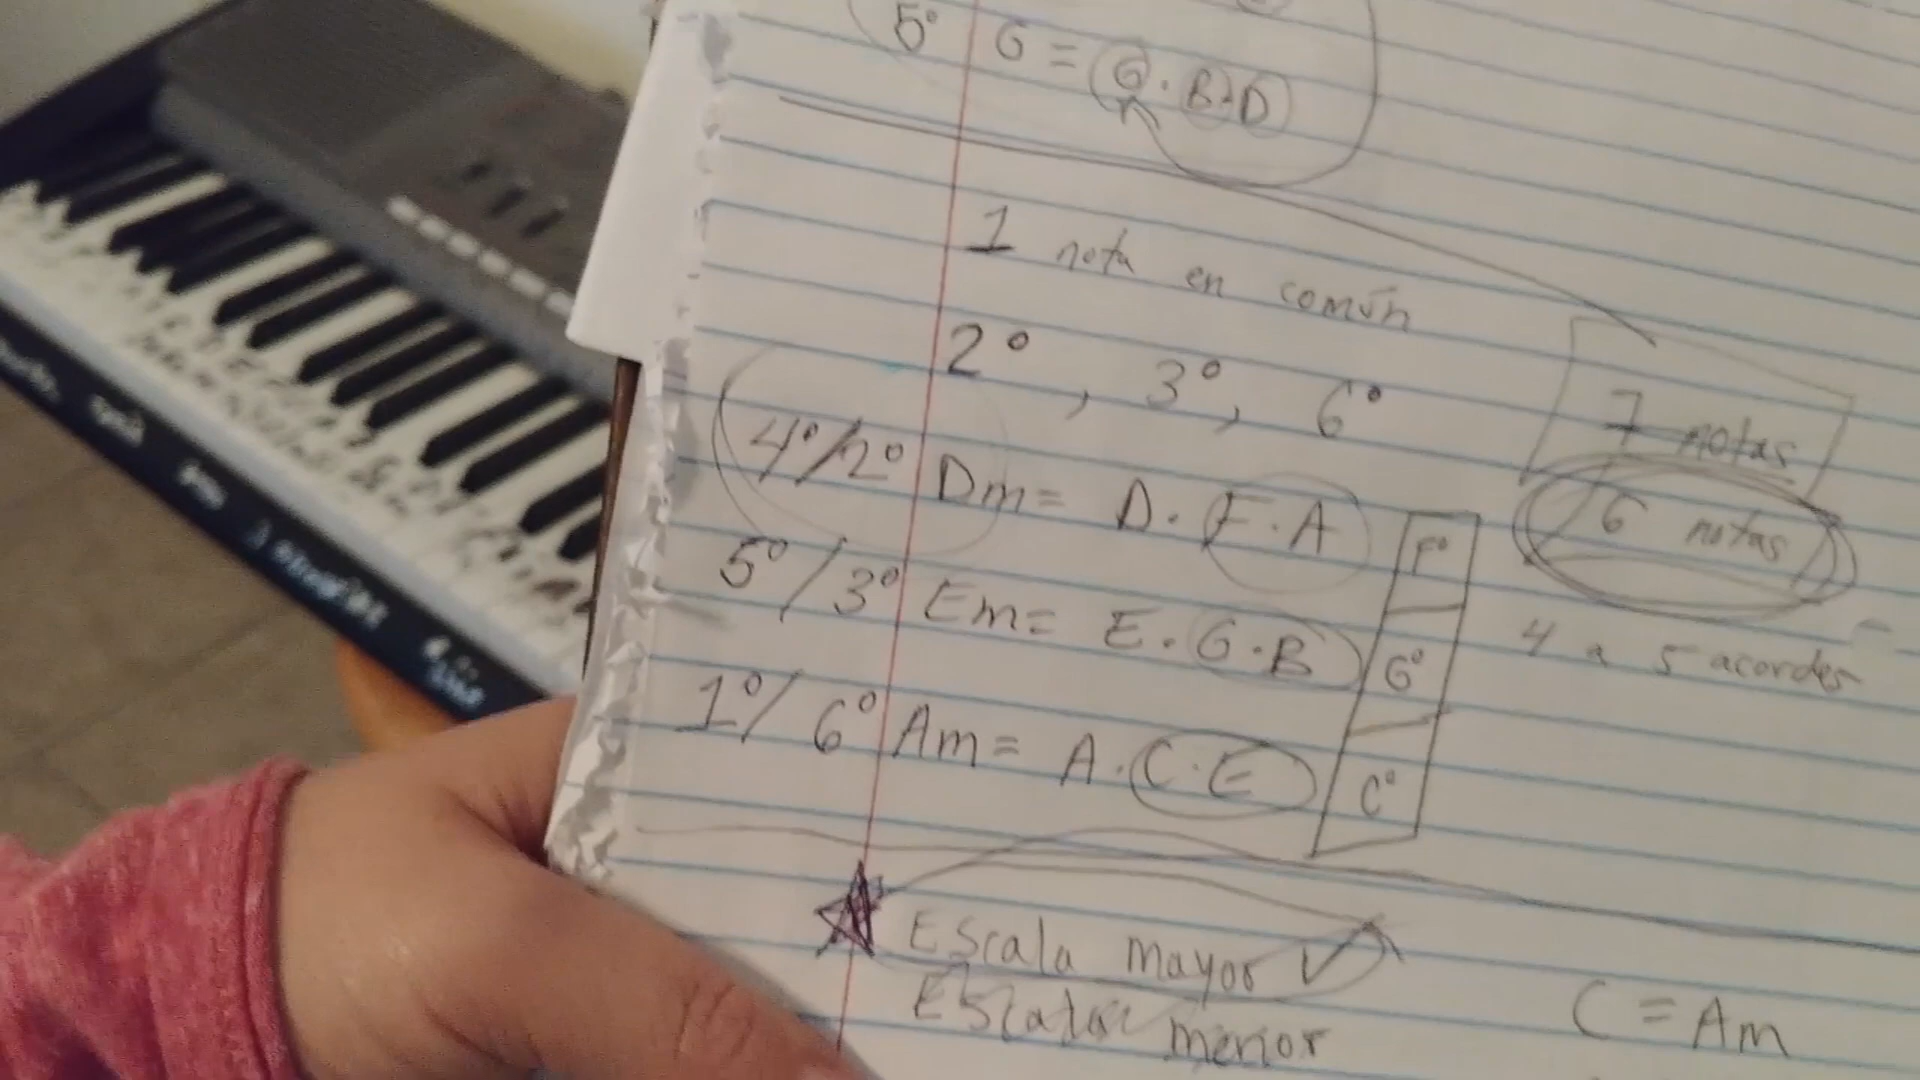 5° G = G · B · D
1 nota en común
2° , 3° , 6°
7 notas
4°/2° Dm = D · F · A
F°
6 notas
5°/3° Em = E · G · B
G°
4 a 5 acordes
1°/6° Am = A · C · E
C°
Escala mayor ✓
Escala menor
C = Am